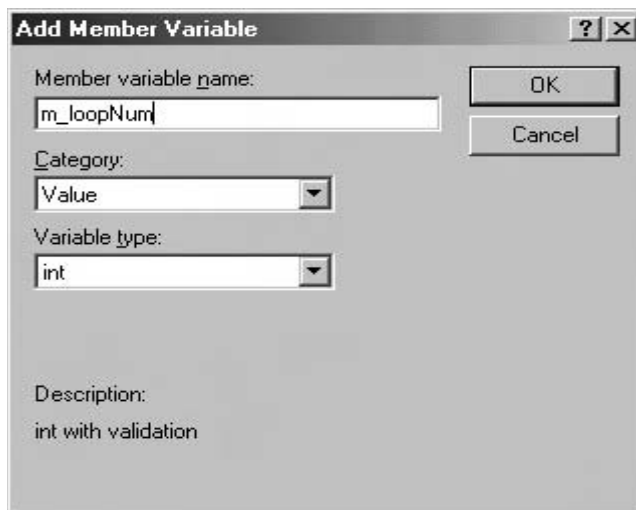 Add Member Variable
Member variable name:
m_loopNum
OK
Cancel
Category:
Value
Variable type:
int
Description:
int with validation